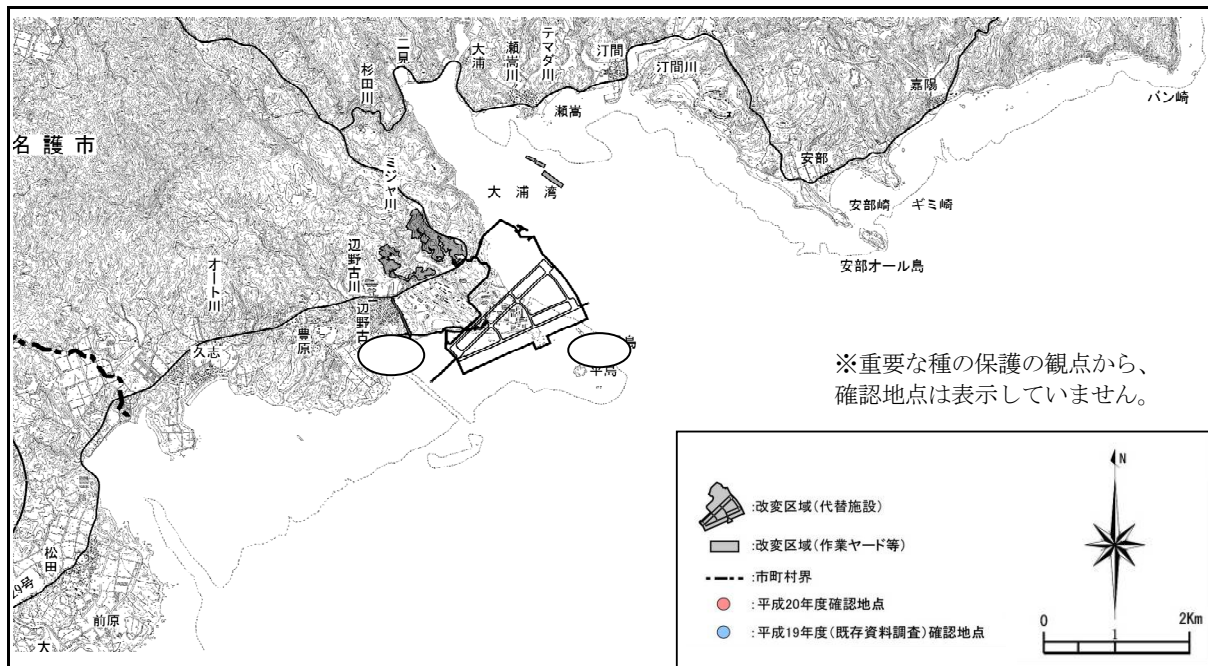 二見
大浦
瀬嵩川
テマダ川
汀間
杉田川
汀間川
嘉陽
瀬嵩
バン崎
名護市
ミジャ川
安部
大浦湾
安部崎
ギミ崎
辺野古川
安部オール島
オート川
辺野古
豊原
久志
島
平島
※重要な種の保護の観点から、
確認地点は表示していません。
N
:改変区域(代替施設)
:改変区域(作業ヤード等)
:市町村界
:平成20年度確認地点
:平成19年度(既存資料調査)確認地点
0 1 2Km
松田
29号
前原
大